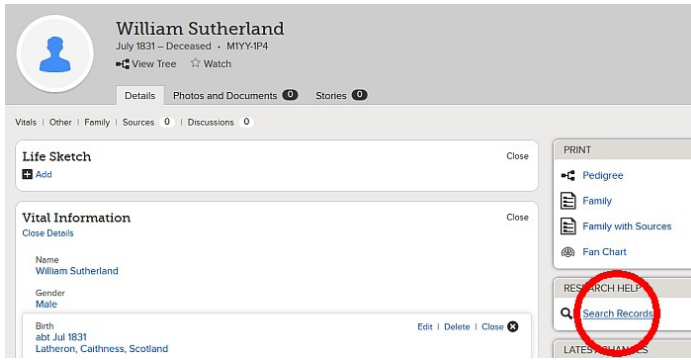 William Sutherland
July 1831 – Deceased • M1YY-1P4
View Tree ☆ Watch
Details Photos and Documents 0 Stories 0
Vitals | Other | Family | Sources 0 | Discussions 0
Life Sketch Close
Add
Vital Information Close
Close Details
Name
William Sutherland
Gender
Male
Birth Edit | Delete | Close
abt Jul 1831
Latheron, Caithness, Scotland
PRINT
Pedigree
Family
Family with Sources
Fan Chart
RESEARCH HELP
Search Records
LATEST CHANGES